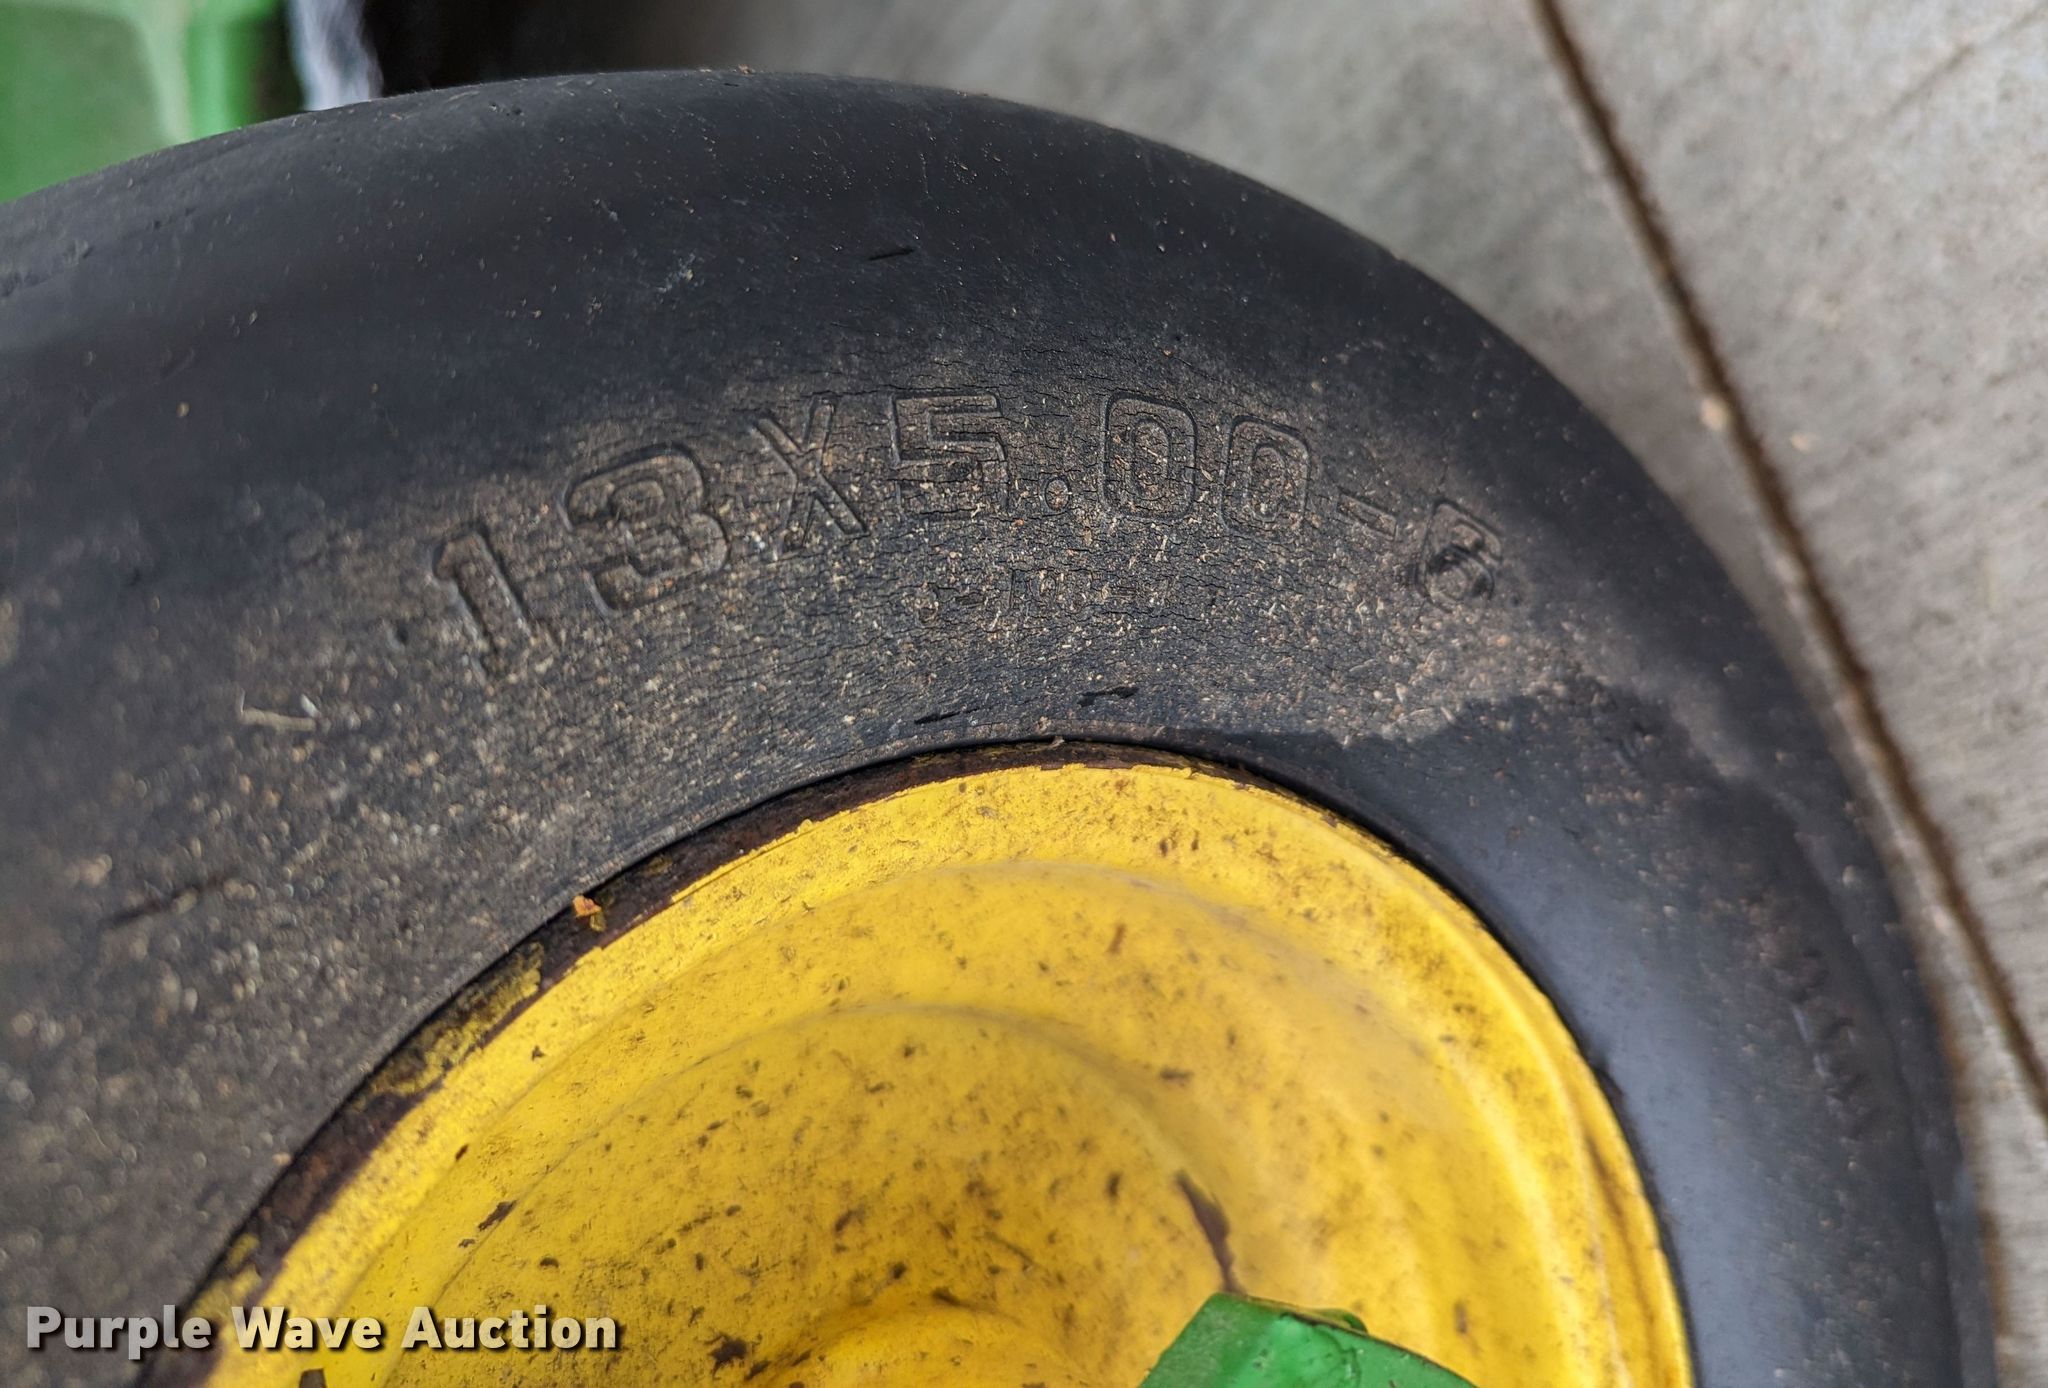 13X5.00-6
Purple Wave Auction